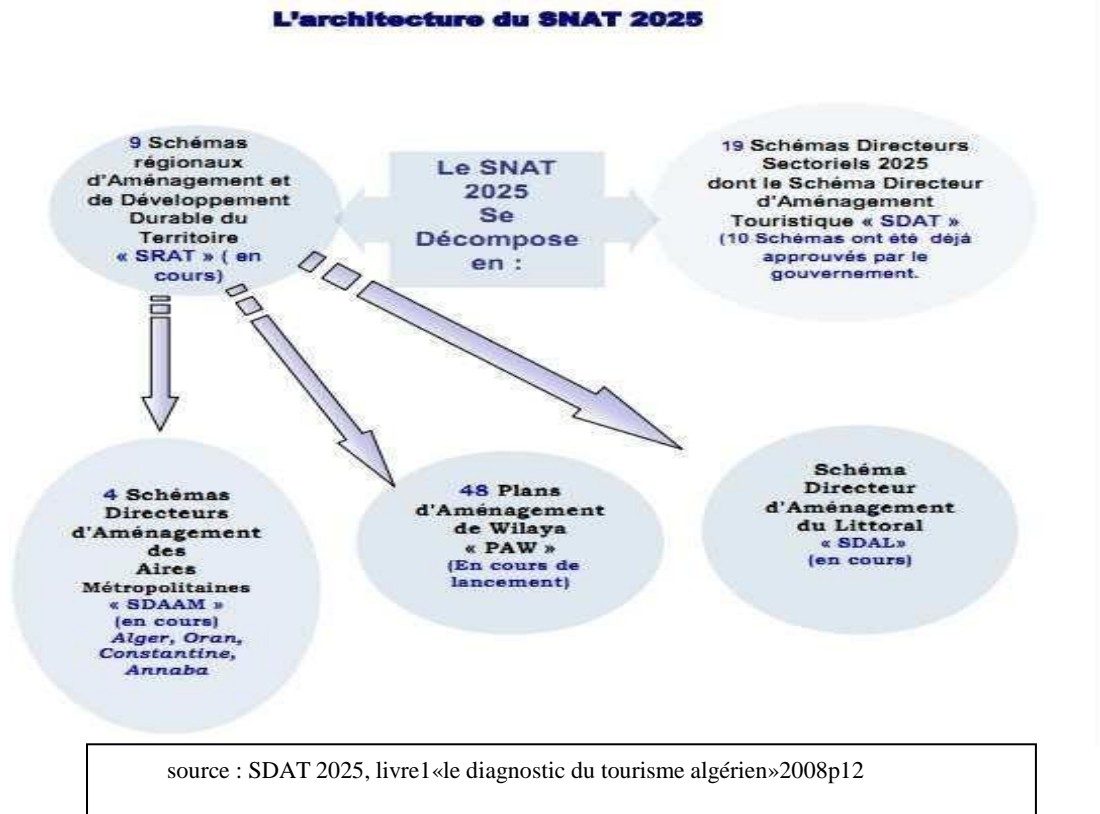 L'architecture du SNAT 2025
9 Schémas
régionaux
d'Aménagement et
de Développement
Durable du
Territoire
« SRAT » ( en
cours)
Le SNAT
2025
Se
Décompose
en :
19 Schémas Directeurs
Sectoriels 2025
dont le Schéma Directeur
d'Aménagement
Touristique « SDAT »
(10 Schémas ont été déjà
approuvés par le
gouvernement.
4 Schémas
Directeurs
d'Aménagement
des
Aires
Métropolitaines
« SDAAM »
(en cours)
Alger, Oran,
Constantine,
Annaba
48 Plans
d'Aménagement
de Wilaya
« PAW »
(En cours de
lancement)
Schéma
Directeur
d'Aménagement
du Littoral
« SDAL»
(en cours)
source : SDAT 2025, livre1«le diagnostic du tourisme algérien»2008p12